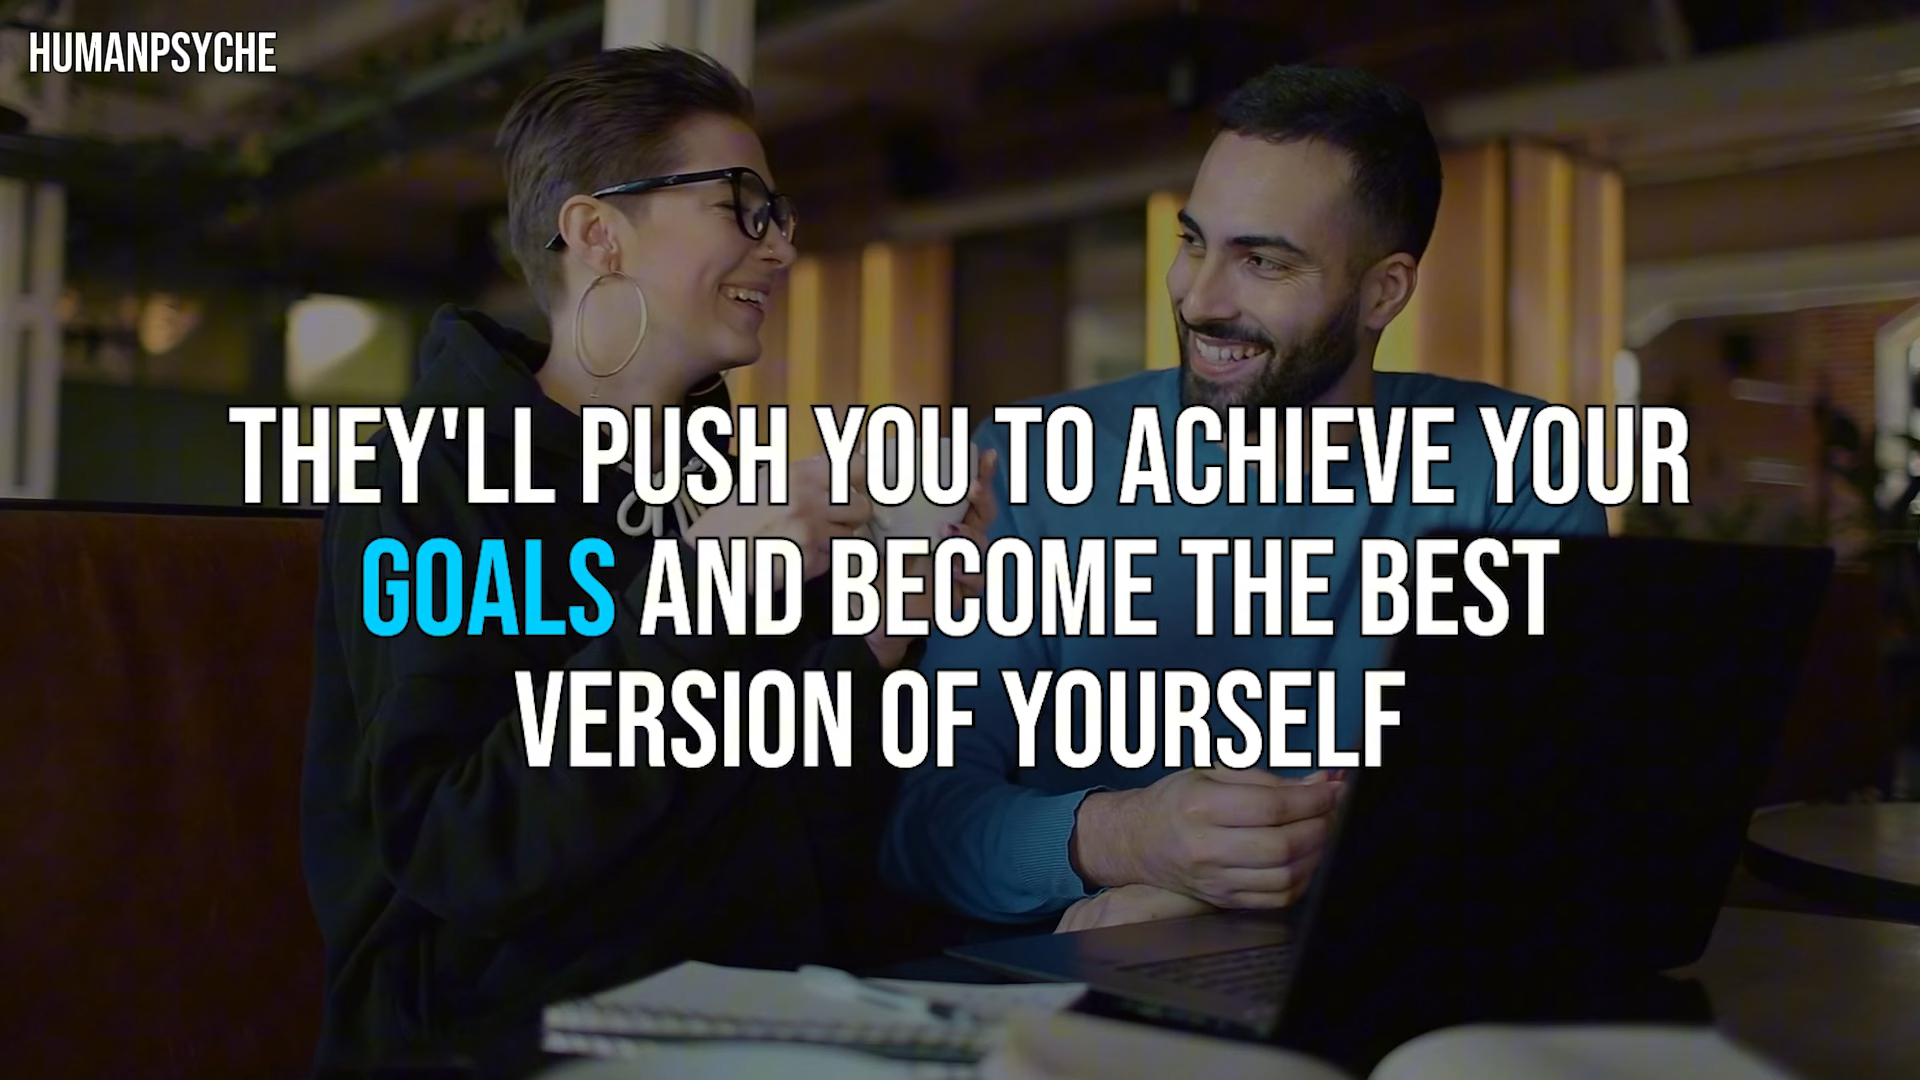 HUMANPSYCHE
THEY'LL PUSH YOU TO ACHIEVE YOUR
GOALS AND BECOME THE BEST
VERSION OF YOURSELF